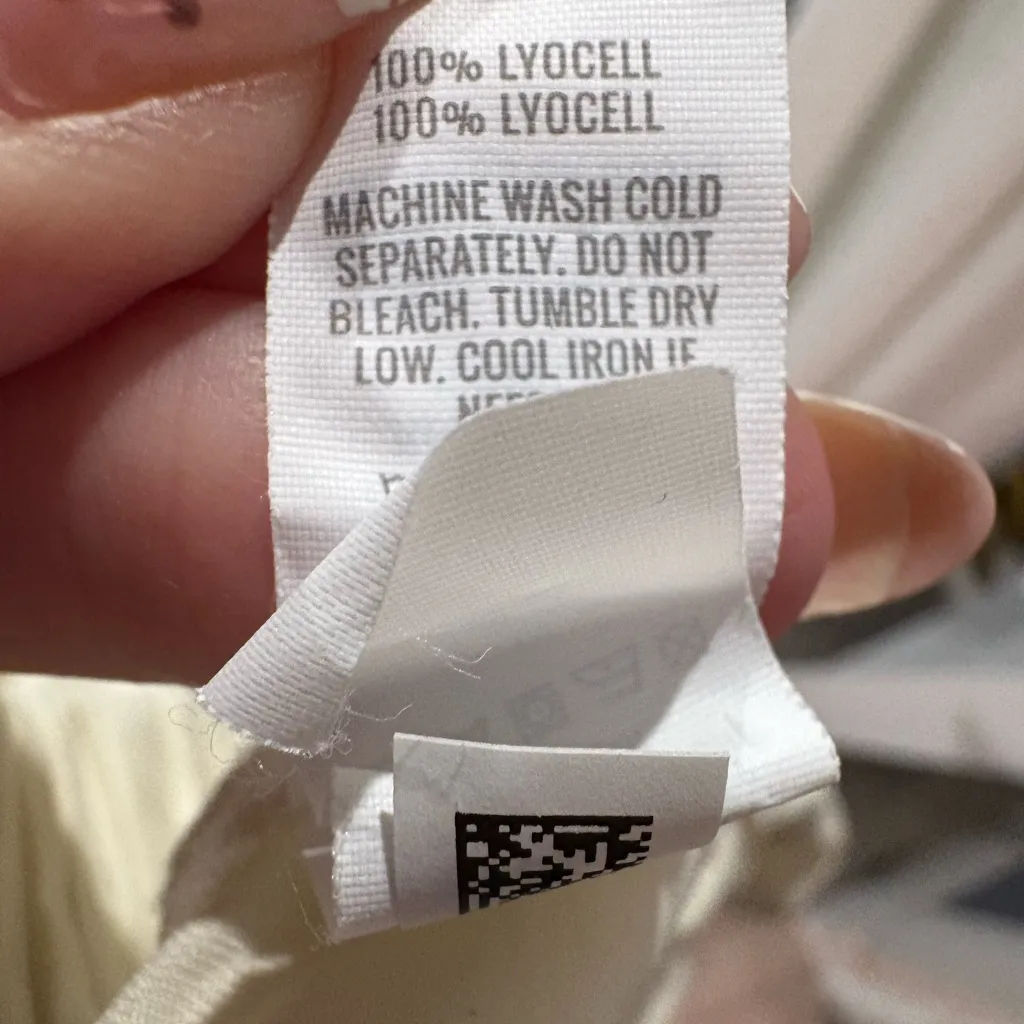 100% LYOCELL
100% LYOCELL
MACHINE WASH COLD
SEPARATELY. DO NOT
BLEACH. TUMBLE DRY
LOW. COOL IRON IF